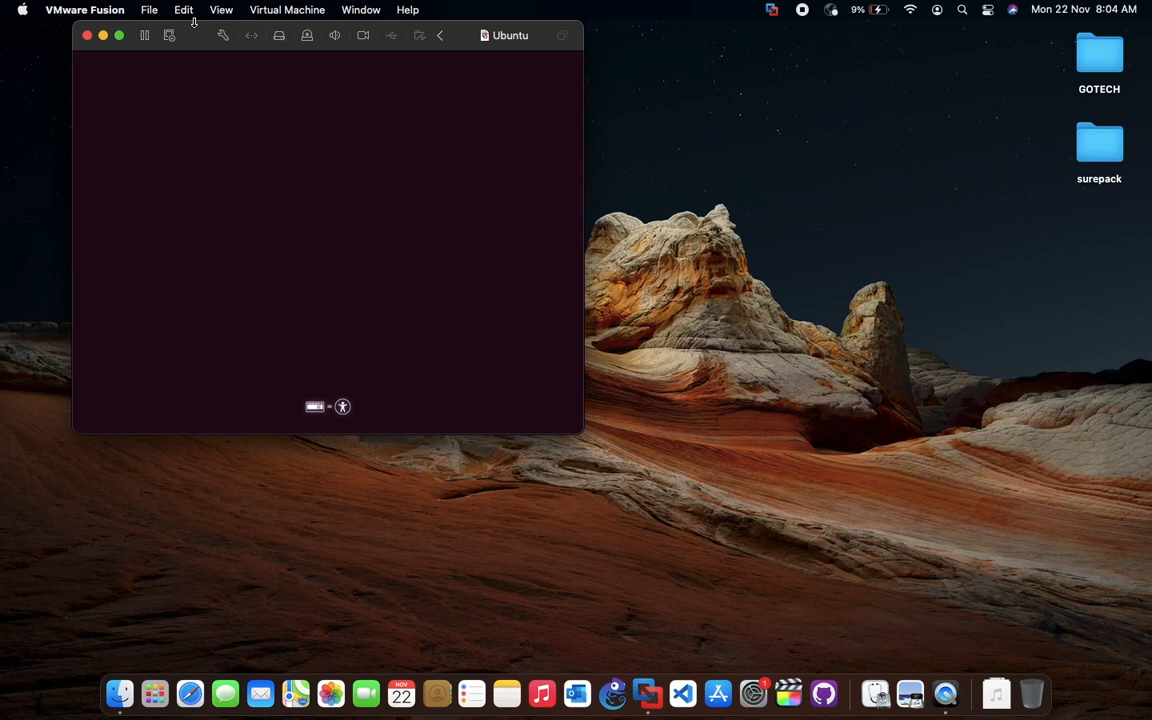 VMware Fusion File Edit View Virtual Machine Window Help 9% Mon 22 Nov 8:04 AM
Ubuntu
GOTECH
surepack
NOV
22
1